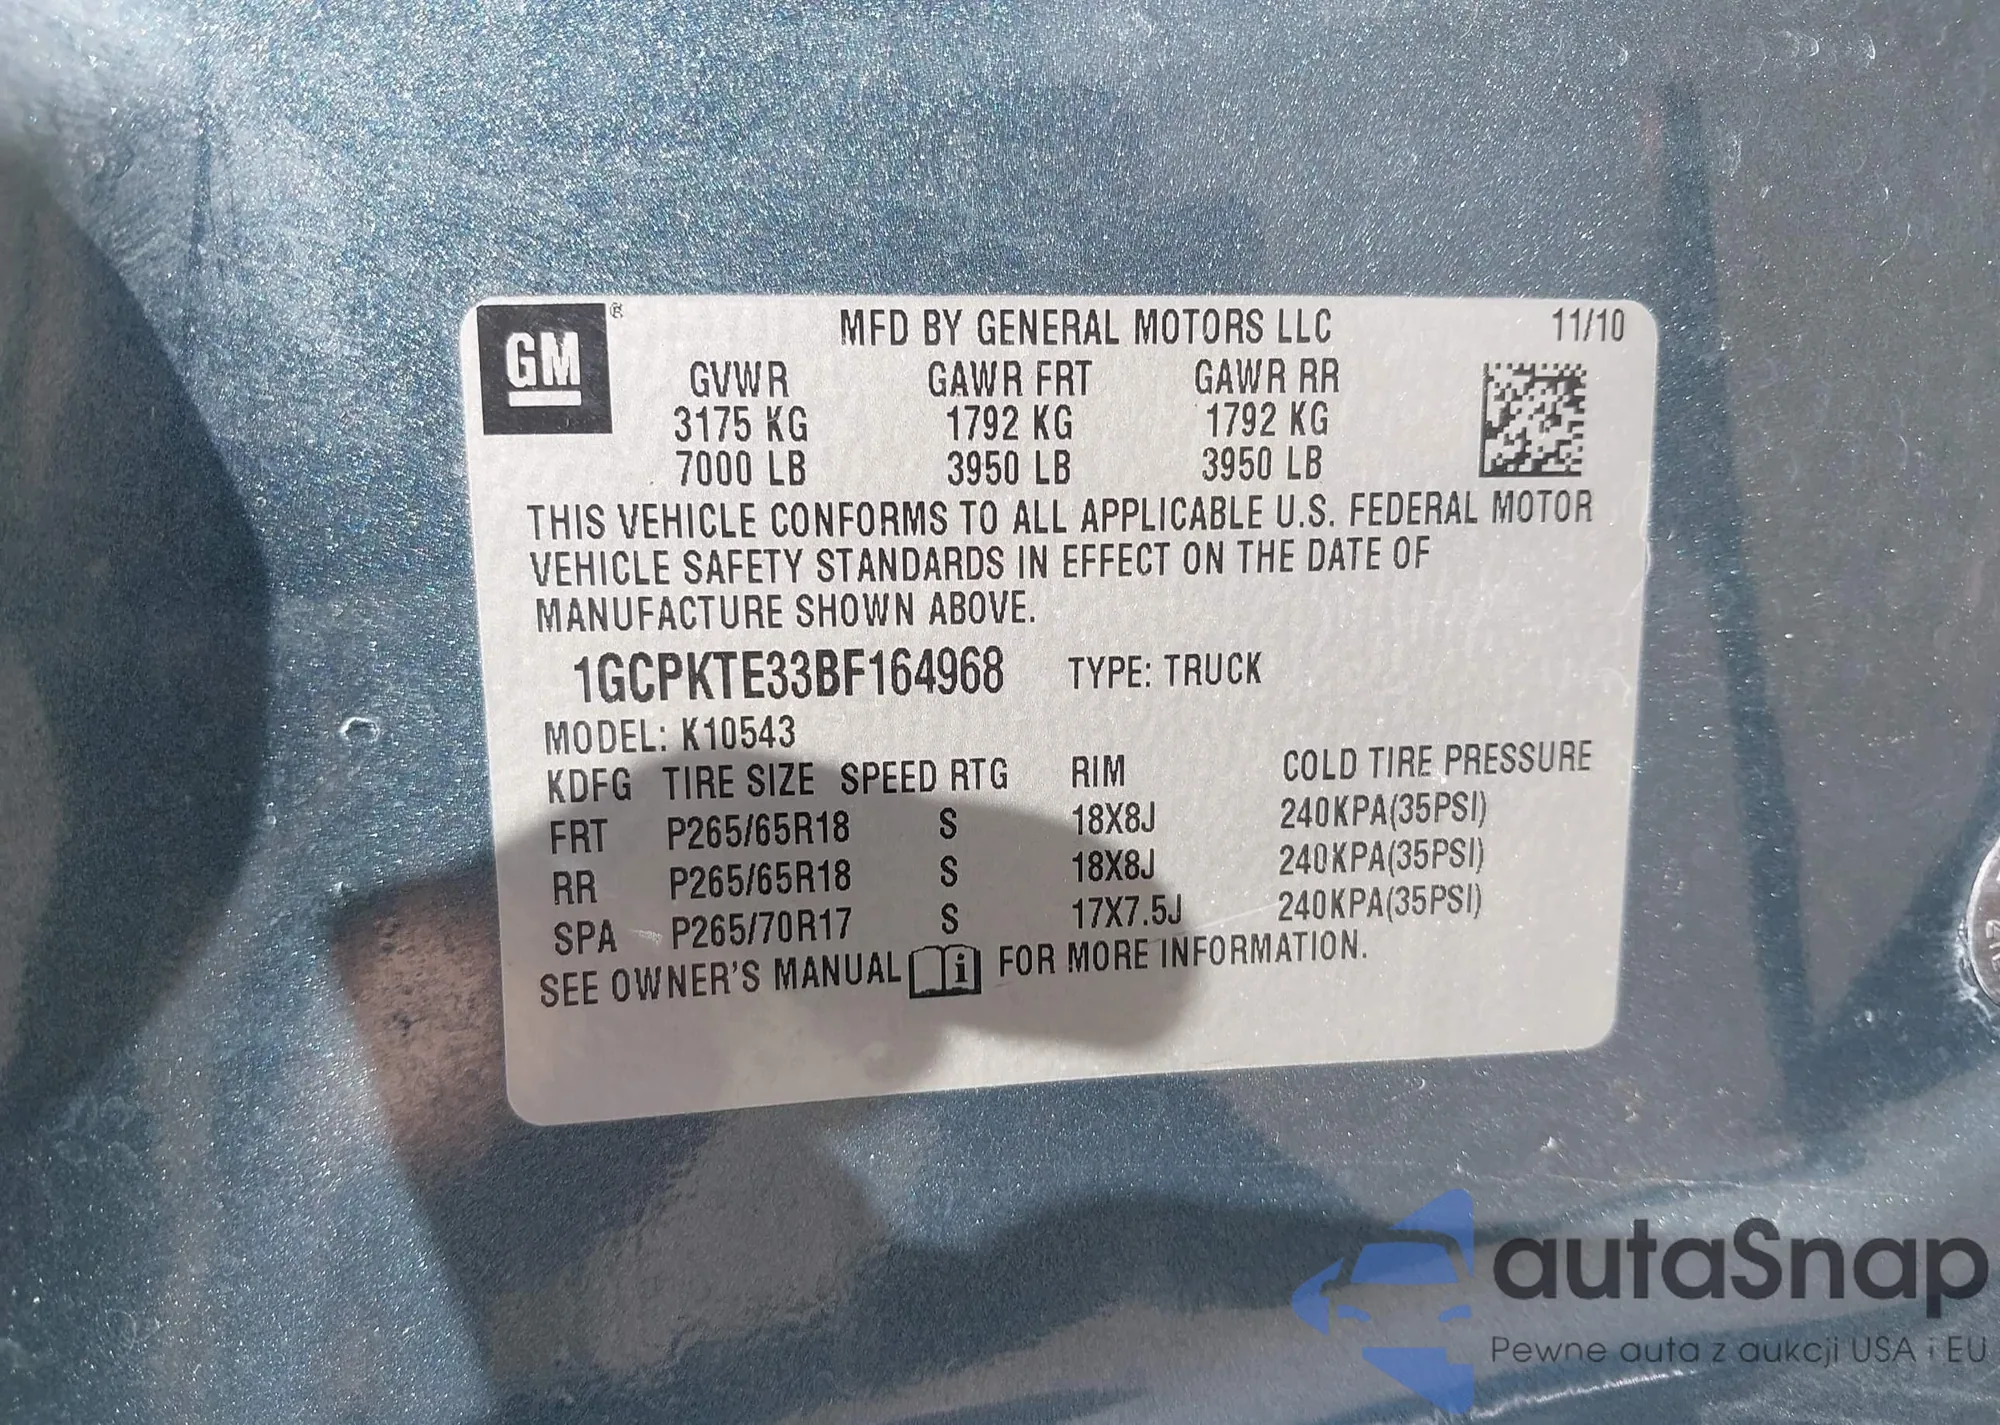 GM ®
MFD BY GENERAL MOTORS LLC 11/10
GVWR GAWR FRT GAWR RR
3175 KG 1792 KG 1792 KG
7000 LB 3950 LB 3950 LB
THIS VEHICLE CONFORMS TO ALL APPLICABLE U.S. FEDERAL MOTOR
VEHICLE SAFETY STANDARDS IN EFFECT ON THE DATE OF
MANUFACTURE SHOWN ABOVE.
1GCPKTE33BF164968 TYPE: TRUCK
MODEL: K10543
KDFG TIRE SIZE SPEED RTG RIM COLD TIRE PRESSURE
FRT P265/65R18 S 18X8J 240KPA(35PSI)
RR P265/65R18 S 18X8J 240KPA(35PSI)
SPA P265/70R17 S 17X7.5J 240KPA(35PSI)
SEE OWNER'S MANUAL i FOR MORE INFORMATION.
autaSnap
Pewne auta z aukcji USA i EU